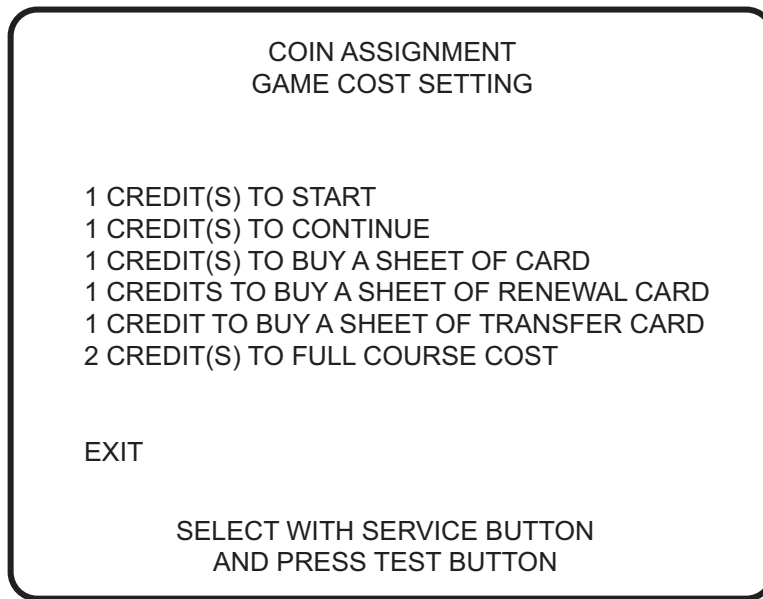 COIN ASSIGNMENT
GAME COST SETTING
1 CREDIT(S) TO START
1 CREDIT(S) TO CONTINUE
1 CREDIT(S) TO BUY A SHEET OF CARD
1 CREDITS TO BUY A SHEET OF RENEWAL CARD
1 CREDIT TO BUY A SHEET OF TRANSFER CARD
2 CREDIT(S) TO FULL COURSE COST
EXIT
SELECT WITH SERVICE BUTTON
AND PRESS TEST BUTTON